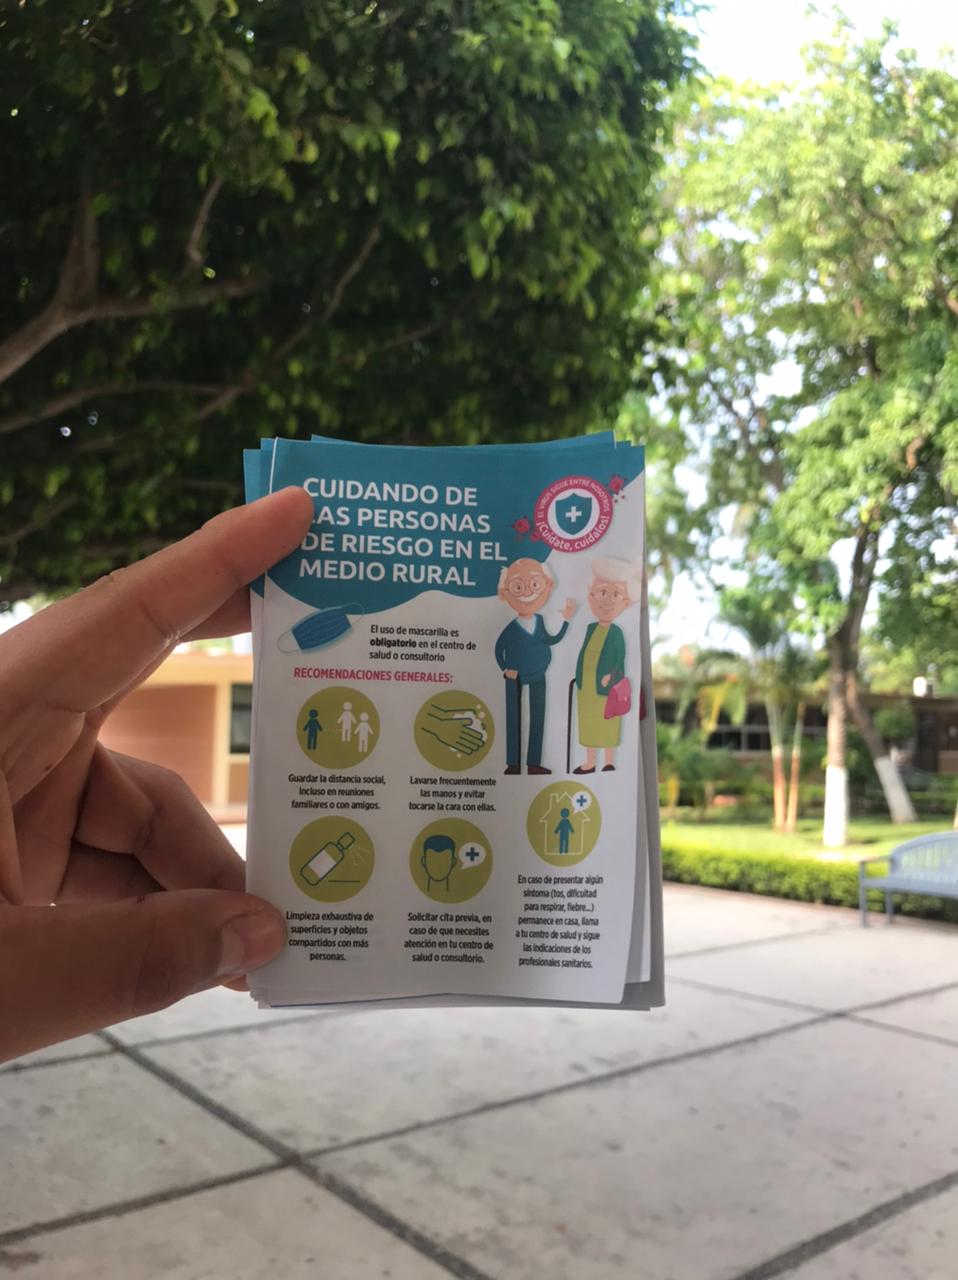 CUIDANDO DE
LAS PERSONAS
DE RIESGO EN EL
MEDIO RURAL
EL VIRUS SIGUE ENTRE NOSOTROS
¡Cuídate, cuídalos!
El uso de mascarilla es
obligatorio en el centro de
salud o consultorio
RECOMENDACIONES GENERALES:
Guardar la distancia social,
incluso en reuniones
familiares o con amigos.
Lavarse frecuentemente
las manos y evitar
tocarse la cara con ellas.
Limpieza exhaustiva de
superficies y objetos
compartidos con más
personas.
Solicitar cita previa, en
caso de que necesites
atención en tu centro de
salud o consultorio.
En caso de presentar algún
síntoma (tos, dificultad
para respirar, fiebre...)
permanece en casa, llama
a tu centro de salud y sigue
las indicaciones de los
profesionales sanitarios.